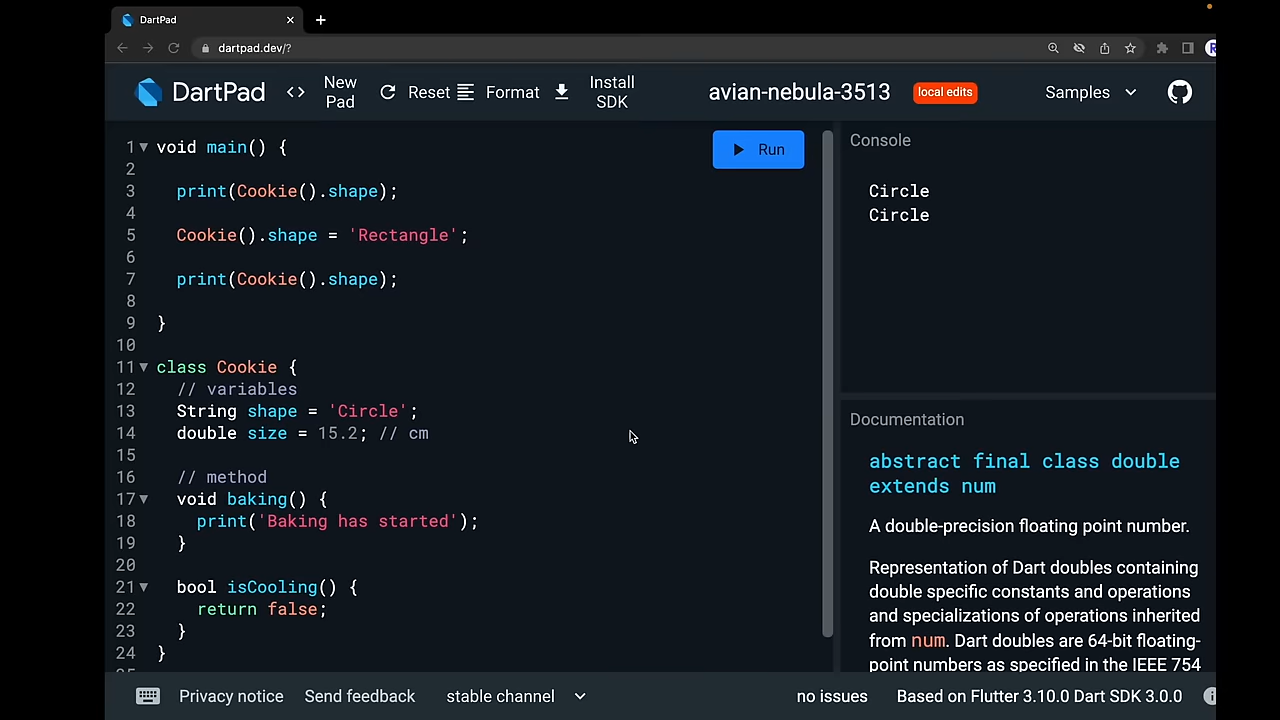 DartPad
dartpad.dev/?
DartPad
New Pad
Reset
Format
Install SDK
avian-nebula-3513
local edits
Samples
1 void main() {
2
3 print(Cookie().shape);
4
5 Cookie().shape = 'Rectangle';
6
7 print(Cookie().shape);
8
9 }
10
11 class Cookie {
12 // variables
13 String shape = 'Circle';
14 double size = 15.2; // cm
15
16 // method
17 void baking() {
18 print('Baking has started');
19 }
20
21 bool isCooling() {
22 return false;
23 }
24 }
Run
Console
Circle
Circle
Documentation
abstract final class double
extends num
A double-precision floating point number.
Representation of Dart doubles containing
double specific constants and operations
and specializations of operations inherited
from num. Dart doubles are 64-bit floating-
point numbers as specified in the IEEE 754
Privacy notice
Send feedback
stable channel
no issues
Based on Flutter 3.10.0 Dart SDK 3.0.0